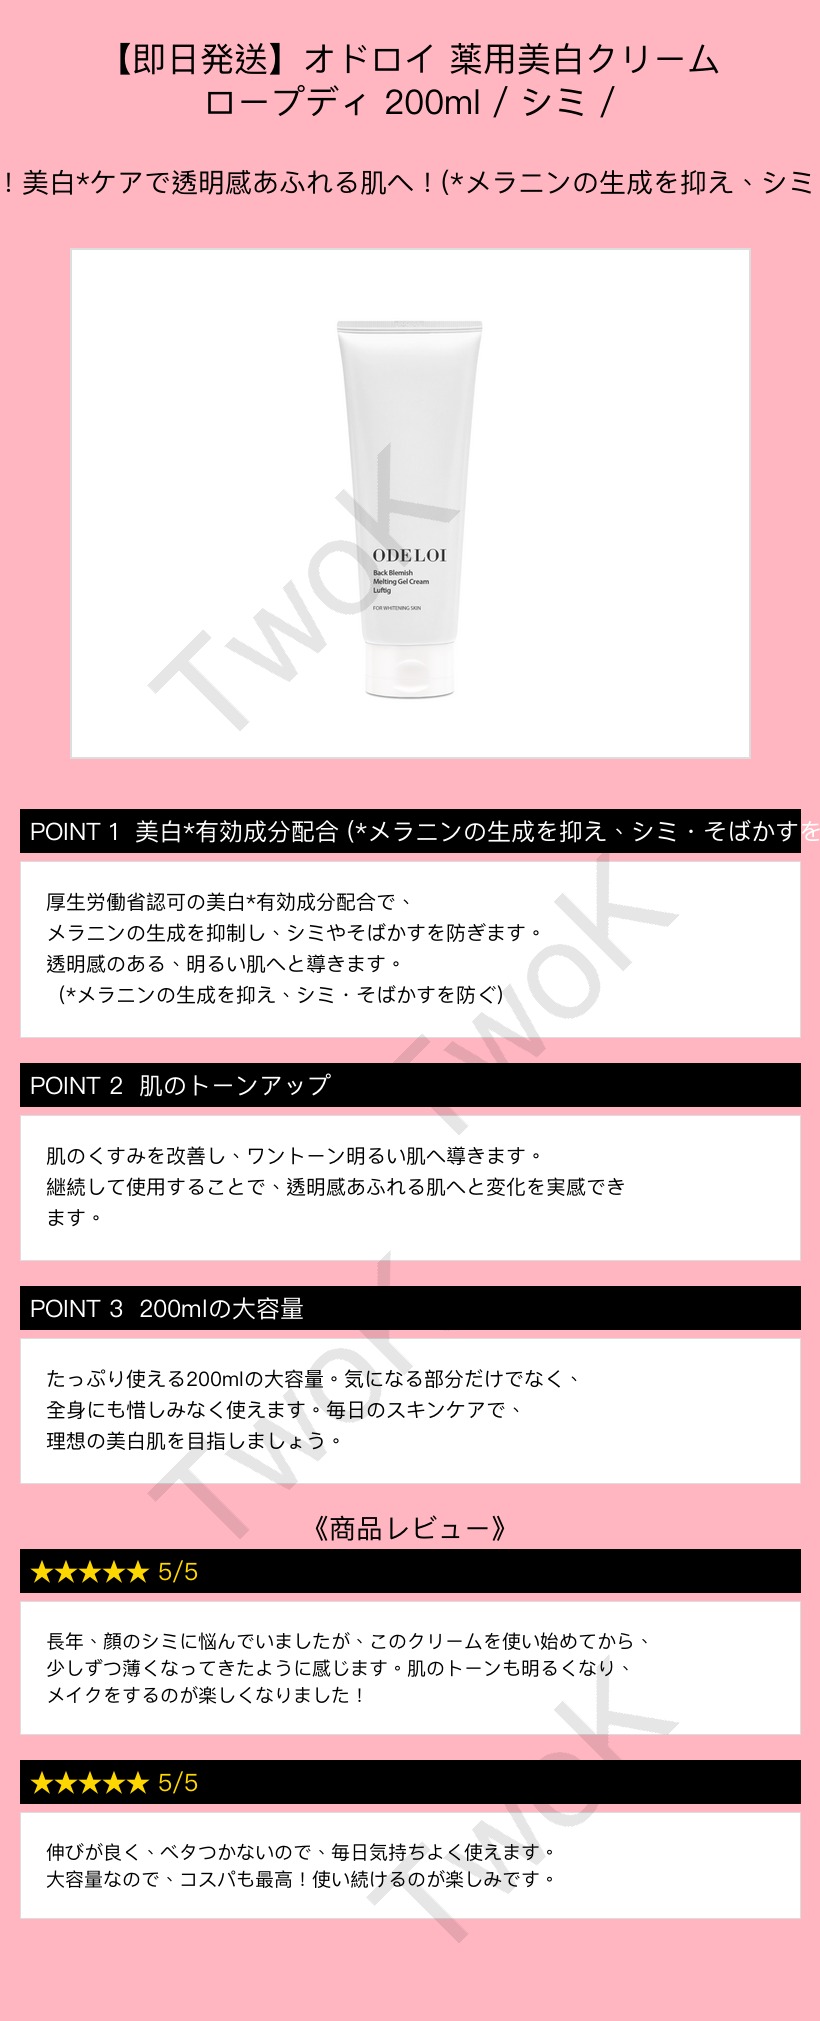 【即日発送】オドロイ 薬用美白クリーム
ロープディ 200ml / シミ /
！美白*ケアで透明感あふれる肌へ！(*メラニンの生成を抑え、シミ
ODELOI
Back Blemish
Melting Gel Cream
Luftig
FOR WHITENING SKIN
TwoK
POINT 1 美白*有効成分配合 (*メラニンの生成を抑え、シミ・そばかすを
厚生労働省認可の美白*有効成分配合で、
メラニンの生成を抑制し、シミやそばかすを防ぎます。
透明感のある、明るい肌へと導きます。
(*メラニンの生成を抑え、シミ・そばかすを防ぐ)
TwoK
POINT 2 肌のトーンアップ
肌のくすみを改善し、ワントーン明るい肌へ導きます。
継続して使用することで、透明感あふれる肌へと変化を実感でき
ます。
POINT 3 200mlの大容量
たっぷり使える200mlの大容量。気になる部分だけでなく、
全身にも惜しみなく使えます。毎日のスキンケアで、
理想の美白肌を目指しましょう。
TwoK
《商品レビュー》
★★★★★ 5/5
長年、顔のシミに悩んでいましたが、このクリームを使い始めてから、
少しずつ薄くなってきたように感じます。肌のトーンも明るくなり、
メイクをするのが楽しくなりました！
★★★★★ 5/5
伸びが良く、ベタつかないので、毎日気持ちよく使えます。
大容量なので、コスパも最高！使い続けるのが楽しみです。
TwoK